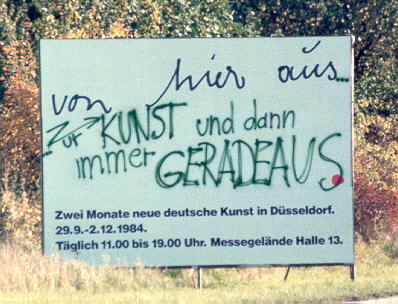 von hier aus...
...Zur KUNST und dann
immer GERADEAUS.
Zwei Monate neue deutsche Kunst in Düsseldorf.
29.9.-2.12.1984.
Täglich 11.00 bis 19.00 Uhr. Messegelände Halle 13.